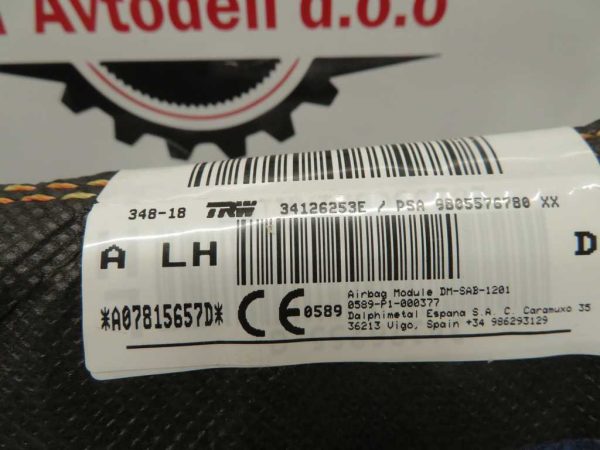 Avtodeli d.o.o
348-18 TRW 34126253E / PSA 9805576780 XX
A LH
D
*A07815657D*
CE 0589
Airbag Module DM-SAB-1201
0589-P1-000377
Dalphimetal Espana S.A. C. Caramuxo 35
36213 Vigo, Spain +34 986293129